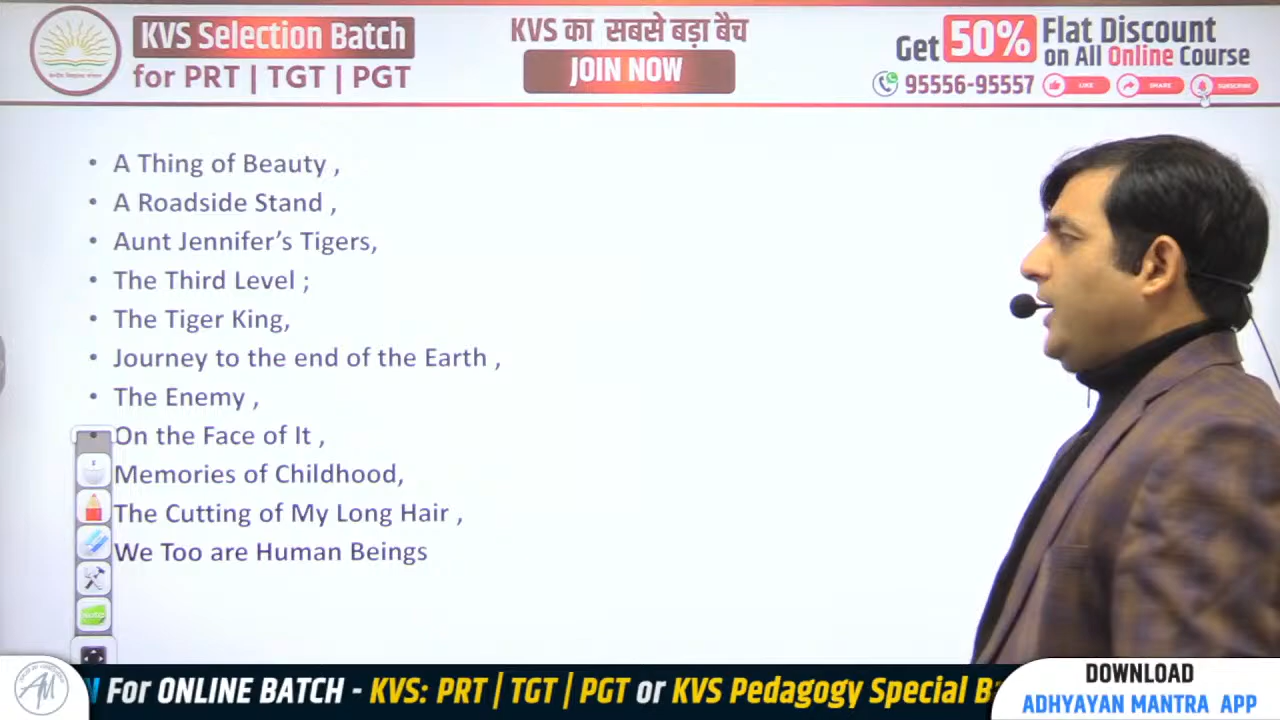 KVS Selection Batch
for PRT | TGT | PGT
KVS का सबसे बड़ा बैच
JOIN NOW
Get 50% Flat Discount
on All Online Course
95556-95557 LIKE SHARE SUBSCRIBE
• A Thing of Beauty ,
• A Roadside Stand ,
• Aunt Jennifer’s Tigers,
• The Third Level ;
• The Tiger King,
• Journey to the end of the Earth ,
• The Enemy ,
On the Face of It ,
Memories of Childhood,
The Cutting of My Long Hair ,
We Too are Human Beings
For ONLINE BATCH - KVS: PRT | TGT | PGT or KVS Pedagogy Special
DOWNLOAD
ADHYAYAN MANTRA APP
AM